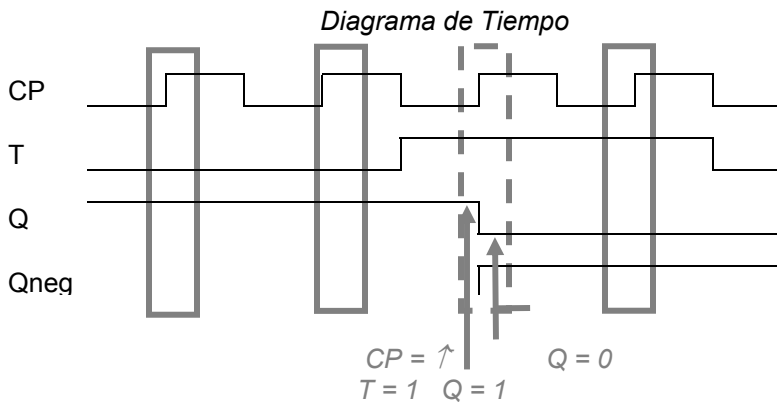 Diagrama de Tiempo
CP
T
Q
Qneg
CP = ↑ Q = 0
T = 1 Q = 1